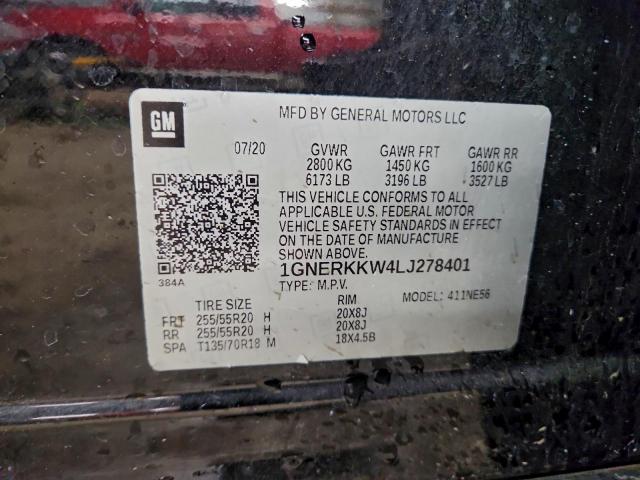 GM
MFD BY GENERAL MOTORS LLC
07/20 GVWR GAWR FRT GAWR RR
2800 KG 1450 KG 1600 KG
6173 LB 3196 LB 3527 LB
THIS VEHICLE CONFORMS TO ALL
APPLICABLE U.S. FEDERAL MOTOR
VEHICLE SAFETY STANDARDS IN EFFECT
ON THE DATE OF MANUFACTURE
SHOWN ABOVE.
1GNERKKW4LJ278401
384A TYPE: M.P.V.
TIRE SIZE RIM MODEL: 411NE56
FRT 255/55R20 H 20X8J
RR 255/55R20 H 20X8J
SPA T135/70R18 M 18X4.5B